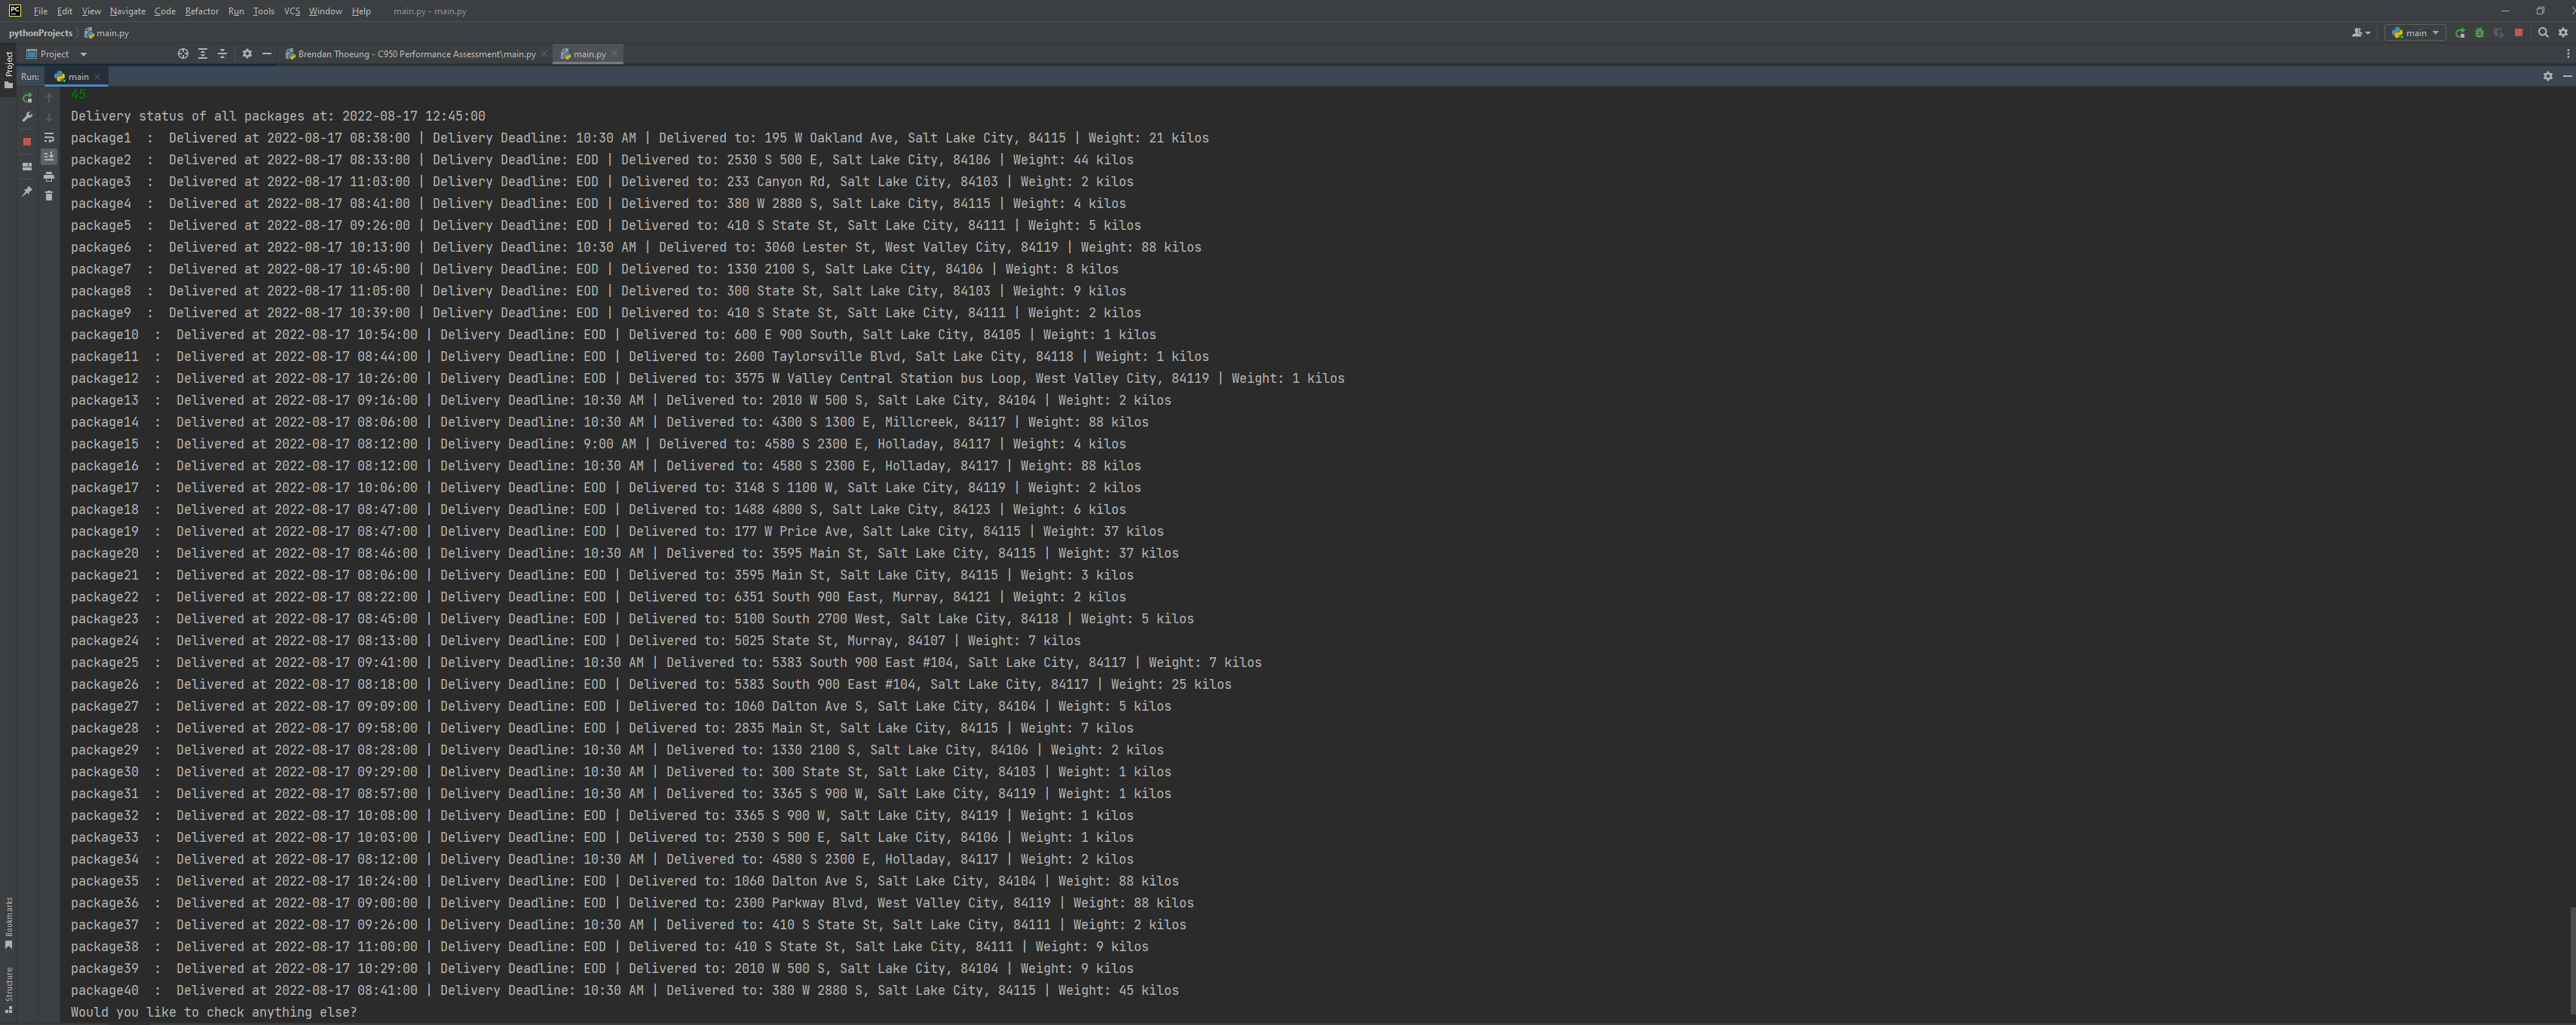 File Edit View Navigate Code Refactor Run Tools VCS Window Help main.py - main.py
pythonProjects main.py main
Project Project Brendan Thoeung - C950 Performance Assessment\main.py main.py
Run: main
45
Delivery status of all packages at: 2022-08-17 12:45:00
package1 : Delivered at 2022-08-17 08:38:00 | Delivery Deadline: 10:30 AM | Delivered to: 195 W Oakland Ave, Salt Lake City, 84115 | Weight: 21 kilos
package2 : Delivered at 2022-08-17 08:33:00 | Delivery Deadline: EOD | Delivered to: 2530 S 500 E, Salt Lake City, 84106 | Weight: 44 kilos
package3 : Delivered at 2022-08-17 11:03:00 | Delivery Deadline: EOD | Delivered to: 233 Canyon Rd, Salt Lake City, 84103 | Weight: 2 kilos
package4 : Delivered at 2022-08-17 08:41:00 | Delivery Deadline: EOD | Delivered to: 380 W 2880 S, Salt Lake City, 84115 | Weight: 4 kilos
package5 : Delivered at 2022-08-17 09:26:00 | Delivery Deadline: EOD | Delivered to: 410 S State St, Salt Lake City, 84111 | Weight: 5 kilos
package6 : Delivered at 2022-08-17 10:13:00 | Delivery Deadline: 10:30 AM | Delivered to: 3060 Lester St, West Valley City, 84119 | Weight: 88 kilos
package7 : Delivered at 2022-08-17 10:45:00 | Delivery Deadline: EOD | Delivered to: 1330 2100 S, Salt Lake City, 84106 | Weight: 8 kilos
package8 : Delivered at 2022-08-17 11:05:00 | Delivery Deadline: EOD | Delivered to: 300 State St, Salt Lake City, 84103 | Weight: 9 kilos
package9 : Delivered at 2022-08-17 10:39:00 | Delivery Deadline: EOD | Delivered to: 410 S State St, Salt Lake City, 84111 | Weight: 2 kilos
package10 : Delivered at 2022-08-17 10:54:00 | Delivery Deadline: EOD | Delivered to: 600 E 900 South, Salt Lake City, 84105 | Weight: 1 kilos
package11 : Delivered at 2022-08-17 08:44:00 | Delivery Deadline: EOD | Delivered to: 2600 Taylorsville Blvd, Salt Lake City, 84118 | Weight: 1 kilos
package12 : Delivered at 2022-08-17 10:26:00 | Delivery Deadline: EOD | Delivered to: 3575 W Valley Central Station bus Loop, West Valley City, 84119 | Weight: 1 kilos
package13 : Delivered at 2022-08-17 09:16:00 | Delivery Deadline: 10:30 AM | Delivered to: 2010 W 500 S, Salt Lake City, 84104 | Weight: 2 kilos
package14 : Delivered at 2022-08-17 08:06:00 | Delivery Deadline: 10:30 AM | Delivered to: 4300 S 1300 E, Millcreek, 84117 | Weight: 88 kilos
package15 : Delivered at 2022-08-17 08:12:00 | Delivery Deadline: 9:00 AM | Delivered to: 4580 S 2300 E, Holladay, 84117 | Weight: 4 kilos
package16 : Delivered at 2022-08-17 08:12:00 | Delivery Deadline: 10:30 AM | Delivered to: 4580 S 2300 E, Holladay, 84117 | Weight: 88 kilos
package17 : Delivered at 2022-08-17 10:06:00 | Delivery Deadline: EOD | Delivered to: 3148 S 1100 W, Salt Lake City, 84119 | Weight: 2 kilos
package18 : Delivered at 2022-08-17 08:47:00 | Delivery Deadline: EOD | Delivered to: 1488 4800 S, Salt Lake City, 84123 | Weight: 6 kilos
package19 : Delivered at 2022-08-17 08:47:00 | Delivery Deadline: EOD | Delivered to: 177 W Price Ave, Salt Lake City, 84115 | Weight: 37 kilos
package20 : Delivered at 2022-08-17 08:46:00 | Delivery Deadline: 10:30 AM | Delivered to: 3595 Main St, Salt Lake City, 84115 | Weight: 37 kilos
package21 : Delivered at 2022-08-17 08:06:00 | Delivery Deadline: EOD | Delivered to: 3595 Main St, Salt Lake City, 84115 | Weight: 3 kilos
package22 : Delivered at 2022-08-17 08:22:00 | Delivery Deadline: EOD | Delivered to: 6351 South 900 East, Murray, 84121 | Weight: 2 kilos
package23 : Delivered at 2022-08-17 08:45:00 | Delivery Deadline: EOD | Delivered to: 5100 South 2700 West, Salt Lake City, 84118 | Weight: 5 kilos
package24 : Delivered at 2022-08-17 08:13:00 | Delivery Deadline: EOD | Delivered to: 5025 State St, Murray, 84107 | Weight: 7 kilos
package25 : Delivered at 2022-08-17 09:41:00 | Delivery Deadline: 10:30 AM | Delivered to: 5383 South 900 East #104, Salt Lake City, 84117 | Weight: 7 kilos
package26 : Delivered at 2022-08-17 08:18:00 | Delivery Deadline: EOD | Delivered to: 5383 South 900 East #104, Salt Lake City, 84117 | Weight: 25 kilos
package27 : Delivered at 2022-08-17 09:09:00 | Delivery Deadline: EOD | Delivered to: 1060 Dalton Ave S, Salt Lake City, 84104 | Weight: 5 kilos
package28 : Delivered at 2022-08-17 09:58:00 | Delivery Deadline: EOD | Delivered to: 2835 Main St, Salt Lake City, 84115 | Weight: 7 kilos
package29 : Delivered at 2022-08-17 08:28:00 | Delivery Deadline: 10:30 AM | Delivered to: 1330 2100 S, Salt Lake City, 84106 | Weight: 2 kilos
package30 : Delivered at 2022-08-17 09:29:00 | Delivery Deadline: 10:30 AM | Delivered to: 300 State St, Salt Lake City, 84103 | Weight: 1 kilos
package31 : Delivered at 2022-08-17 08:57:00 | Delivery Deadline: 10:30 AM | Delivered to: 3365 S 900 W, Salt Lake City, 84119 | Weight: 1 kilos
package32 : Delivered at 2022-08-17 10:08:00 | Delivery Deadline: EOD | Delivered to: 3365 S 900 W, Salt Lake City, 84119 | Weight: 1 kilos
package33 : Delivered at 2022-08-17 10:03:00 | Delivery Deadline: EOD | Delivered to: 2530 S 500 E, Salt Lake City, 84106 | Weight: 1 kilos
package34 : Delivered at 2022-08-17 08:12:00 | Delivery Deadline: 10:30 AM | Delivered to: 4580 S 2300 E, Holladay, 84117 | Weight: 2 kilos
package35 : Delivered at 2022-08-17 10:24:00 | Delivery Deadline: EOD | Delivered to: 1060 Dalton Ave S, Salt Lake City, 84104 | Weight: 88 kilos
package36 : Delivered at 2022-08-17 09:00:00 | Delivery Deadline: EOD | Delivered to: 2300 Parkway Blvd, West Valley City, 84119 | Weight: 88 kilos
package37 : Delivered at 2022-08-17 09:26:00 | Delivery Deadline: 10:30 AM | Delivered to: 410 S State St, Salt Lake City, 84111 | Weight: 2 kilos
package38 : Delivered at 2022-08-17 11:00:00 | Delivery Deadline: EOD | Delivered to: 410 S State St, Salt Lake City, 84111 | Weight: 9 kilos
package39 : Delivered at 2022-08-17 10:29:00 | Delivery Deadline: EOD | Delivered to: 2010 W 500 S, Salt Lake City, 84104 | Weight: 9 kilos
package40 : Delivered at 2022-08-17 08:41:00 | Delivery Deadline: 10:30 AM | Delivered to: 380 W 2880 S, Salt Lake City, 84115 | Weight: 45 kilos
Would you like to check anything else?
Bookmarks
Structure